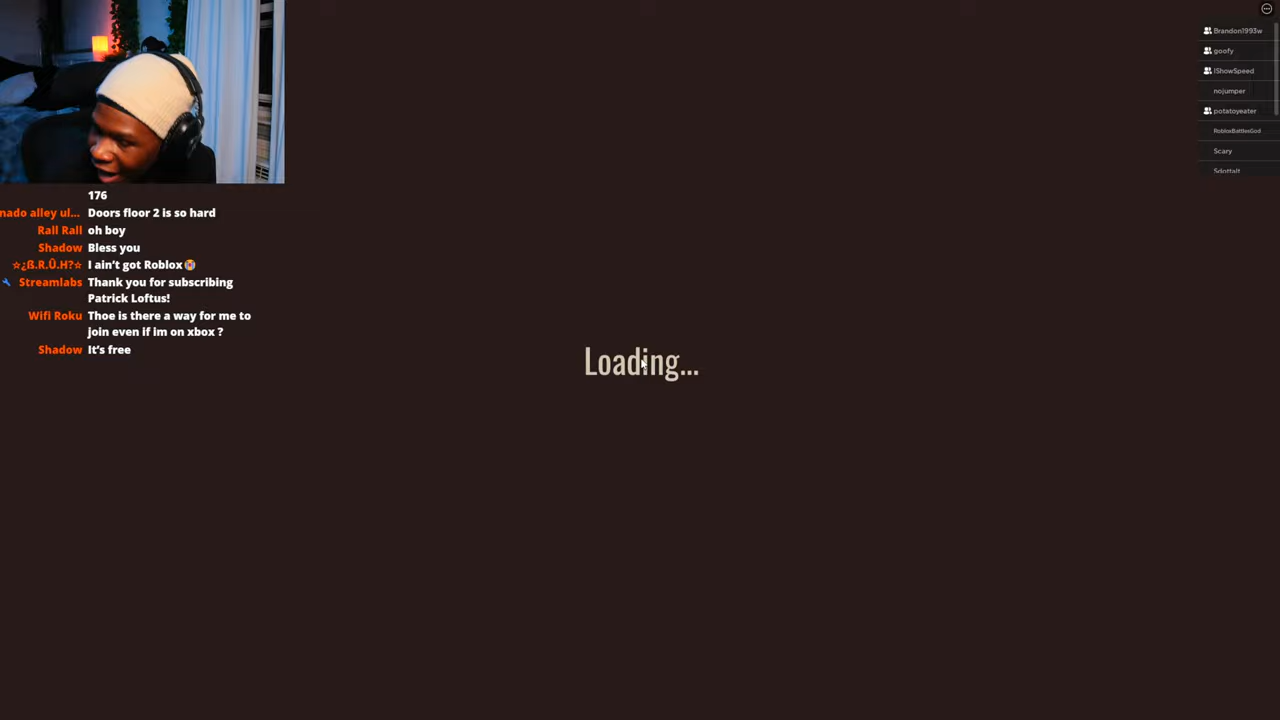 176
nado alley ul... Doors floor 2 is so hard
Rall Rall oh boy
Shadow Bless you
☆¿ß.R.Û.H?☆ I ain't got Roblox😭
Streamlabs Thank you for subscribing
Patrick Loftus!
Wifi Roku Thoe is there a way for me to
join even if im on xbox ?
Shadow It's free
Loading...
Brandon1993w
goofy
iShowSpeed
nojumper
potatoyeater
RobloxBattlesGod
Scary